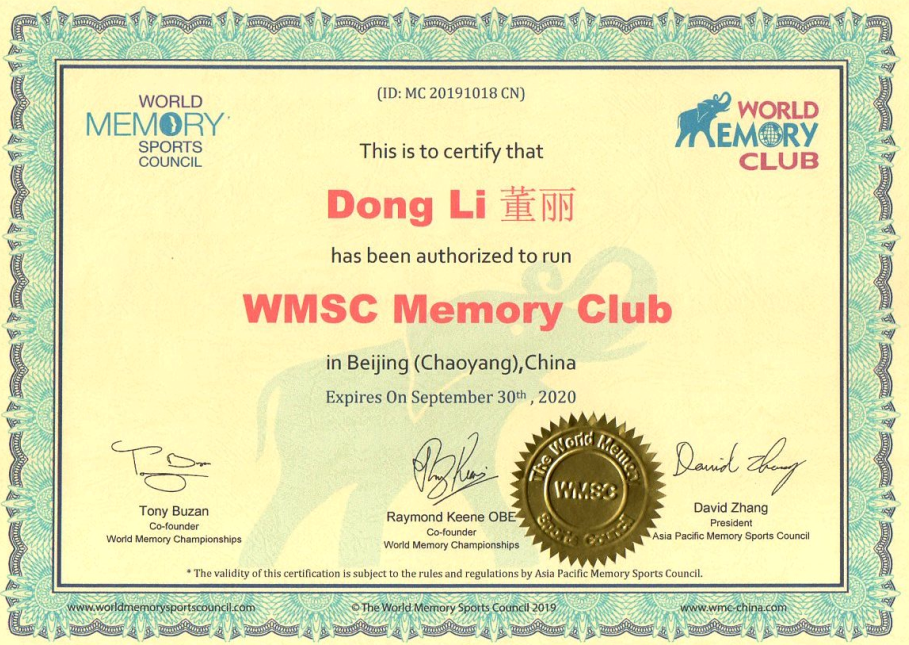 (ID: MC 20191018 CN)
WORLD
MEMORY
SPORTS
COUNCIL
WORLD
MEMORY
CLUB
This is to certify that
Dong Li 董丽
has been authorized to run
WMSC Memory Club
in Beijing (Chaoyang),China
Expires On September 30th , 2020
The World Memory
WMSC
Sports Council
Tony Buzan
Co-founder
World Memory Championships
Raymond Keene OBE
Co-founder
World Memory Championships
David Zhang
David Zhang
President
Asia Pacific Memory Sports Council
* The validity of this certification is subject to the rules and regulations by Asia Pacific Memory Sports Council.
www.worldmemorysportscouncil.com
© The World Memory Sports Council 2019
www.wmc-china.com